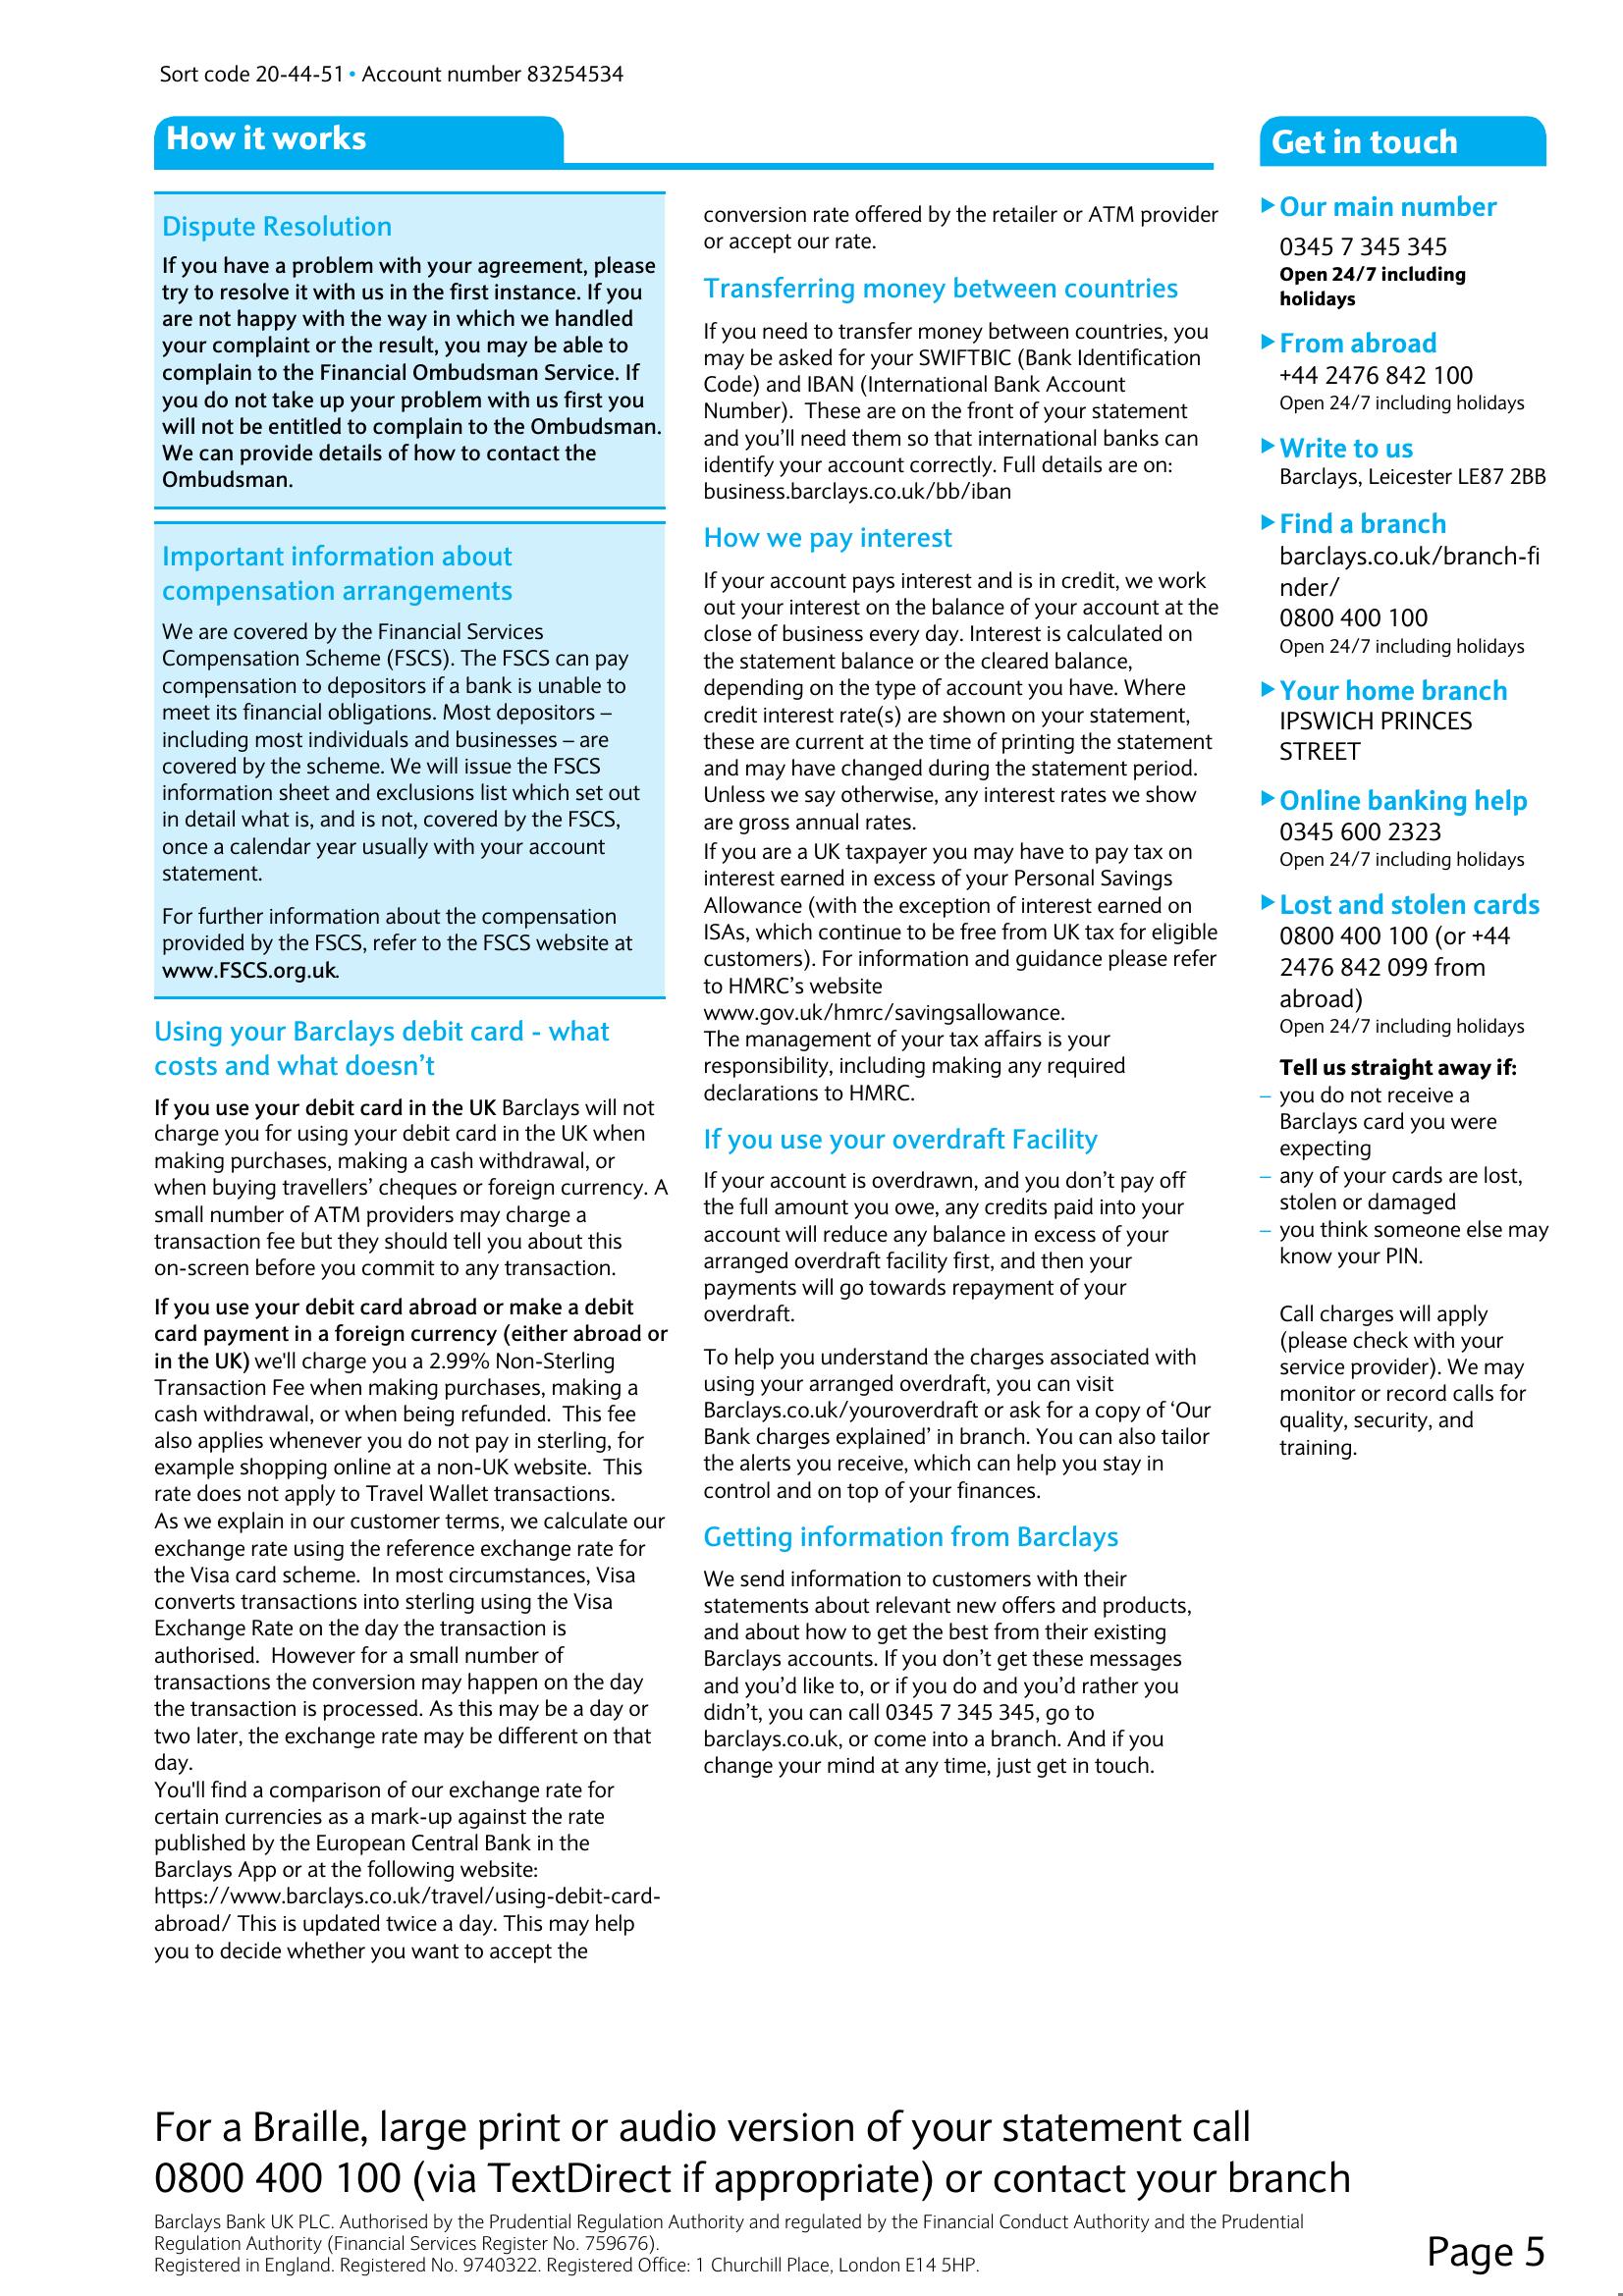 Sort code 20-44-51 • Account number 83254534
How it works
Dispute Resolution
If you have a problem with your agreement, please
try to resolve it with us in the first instance. If you
are not happy with the way in which we handled
your complaint or the result, you may be able to
complain to the Financial Ombudsman Service. If
you do not take up your problem with us first you
will not be entitled to complain to the Ombudsman.
We can provide details of how to contact the
Ombudsman.
Important information about
compensation arrangements
We are covered by the Financial Services
Compensation Scheme (FSCS). The FSCS can pay
compensation to depositors if a bank is unable to
meet its financial obligations. Most depositors –
including most individuals and businesses – are
covered by the scheme. We will issue the FSCS
information sheet and exclusions list which set out
in detail what is, and is not, covered by the FSCS,
once a calendar year usually with your account
statement.
For further information about the compensation
provided by the FSCS, refer to the FSCS website at
www.FSCS.org.uk.
Using your Barclays debit card - what
costs and what doesn’t
If you use your debit card in the UK Barclays will not
charge you for using your debit card in the UK when
making purchases, making a cash withdrawal, or
when buying travellers’ cheques or foreign currency. A
small number of ATM providers may charge a
transaction fee but they should tell you about this
on-screen before you commit to any transaction.
If you use your debit card abroad or make a debit
card payment in a foreign currency (either abroad or
in the UK) we'll charge you a 2.99% Non-Sterling
Transaction Fee when making purchases, making a
cash withdrawal, or when being refunded.  This fee
also applies whenever you do not pay in sterling, for
example shopping online at a non-UK website.  This
rate does not apply to Travel Wallet transactions.
As we explain in our customer terms, we calculate our
exchange rate using the reference exchange rate for
the Visa card scheme.  In most circumstances, Visa
converts transactions into sterling using the Visa
Exchange Rate on the day the transaction is
authorised.  However for a small number of
transactions the conversion may happen on the day
the transaction is processed. As this may be a day or
two later, the exchange rate may be different on that
day.
You'll find a comparison of our exchange rate for
certain currencies as a mark-up against the rate
published by the European Central Bank in the
Barclays App or at the following website:
https://www.barclays.co.uk/travel/using-debit-card-
abroad/ This is updated twice a day. This may help
you to decide whether you want to accept the
conversion rate offered by the retailer or ATM provider
or accept our rate.
Transferring money between countries
If you need to transfer money between countries, you
may be asked for your SWIFTBIC (Bank Identification
Code) and IBAN (International Bank Account
Number).  These are on the front of your statement
and you’ll need them so that international banks can
identify your account correctly. Full details are on:
business.barclays.co.uk/bb/iban
How we pay interest
If your account pays interest and is in credit, we work
out your interest on the balance of your account at the
close of business every day. Interest is calculated on
the statement balance or the cleared balance,
depending on the type of account you have. Where
credit interest rate(s) are shown on your statement,
these are current at the time of printing the statement
and may have changed during the statement period.
Unless we say otherwise, any interest rates we show
are gross annual rates.
If you are a UK taxpayer you may have to pay tax on
interest earned in excess of your Personal Savings
Allowance (with the exception of interest earned on
ISAs, which continue to be free from UK tax for eligible
customers). For information and guidance please refer
to HMRC’s website
www.gov.uk/hmrc/savingsallowance.
The management of your tax affairs is your
responsibility, including making any required
declarations to HMRC.
If you use your overdraft Facility
If your account is overdrawn, and you don’t pay off
the full amount you owe, any credits paid into your
account will reduce any balance in excess of your
arranged overdraft facility first, and then your
payments will go towards repayment of your
overdraft.
To help you understand the charges associated with
using your arranged overdraft, you can visit
Barclays.co.uk/youroverdraft or ask for a copy of ‘Our
Bank charges explained’ in branch. You can also tailor
the alerts you receive, which can help you stay in
control and on top of your finances.
Getting information from Barclays
We send information to customers with their
statements about relevant new offers and products,
and about how to get the best from their existing
Barclays accounts. If you don’t get these messages
and you’d like to, or if you do and you’d rather you
didn’t, you can call 0345 7 345 345, go to
barclays.co.uk, or come into a branch. And if you
change your mind at any time, just get in touch.
Get in touch
Our main number
0345 7 345 345
Open 24/7 including
holidays
From abroad
+44 2476 842 100
Open 24/7 including holidays
Write to us
Barclays, Leicester LE87 2BB
Find a branch
barclays.co.uk/branch-fi
nder/
0800 400 100
Open 24/7 including holidays
Your home branch
IPSWICH PRINCES
STREET
Online banking help
0345 600 2323
Open 24/7 including holidays
Lost and stolen cards
0800 400 100 (or +44
2476 842 099 from
abroad)
Open 24/7 including holidays
Tell us straight away if:
– you do not receive a
Barclays card you were
expecting
– any of your cards are lost,
stolen or damaged
– you think someone else may
know your PIN.
Call charges will apply
(please check with your
service provider). We may
monitor or record calls for
quality, security, and
training.
For a Braille, large print or audio version of your statement call
0800 400 100 (via TextDirect if appropriate) or contact your branch
Barclays Bank UK PLC. Authorised by the Prudential Regulation Authority and regulated by the Financial Conduct Authority and the Prudential
Regulation Authority (Financial Services Register No. 759676).
Registered in England. Registered No. 9740322. Registered Office: 1 Churchill Place, London E14 5HP.
Page 5